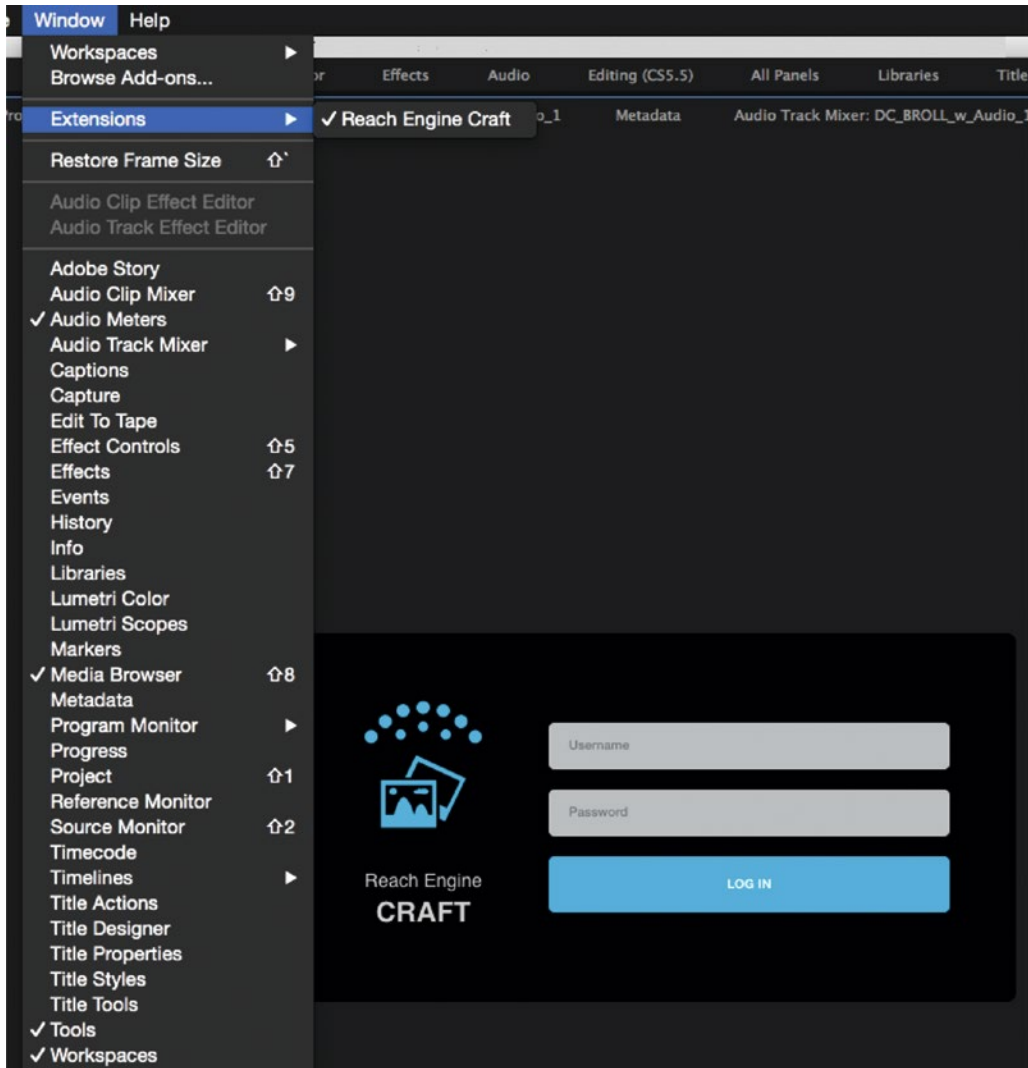 Window Help
Workspaces ▶
Browse Add-ons...
Effects Audio Editing (CS5.5) All Panels Libraries Title
Extensions ▶ ✓ Reach Engine Craft o_1 Metadata Audio Track Mixer: DC_BROLL_w_Audio_1
Restore Frame Size ⇧`
Audio Clip Effect Editor
Audio Track Effect Editor
Adobe Story
Audio Clip Mixer ⇧9
✓ Audio Meters
Audio Track Mixer ▶
Captions
Capture
Edit To Tape
Effect Controls ⇧5
Effects ⇧7
Events
History
Info
Libraries
Lumetri Color
Lumetri Scopes
Markers
✓ Media Browser ⇧8
Metadata
Program Monitor ▶
Progress
Project ⇧1
Reference Monitor
Source Monitor ⇧2
Timecode
Timelines ▶
Title Actions
Title Designer
Title Properties
Title Styles
Title Tools
✓ Tools
✓ Workspaces
Reach Engine
CRAFT
Username
Password
LOG IN